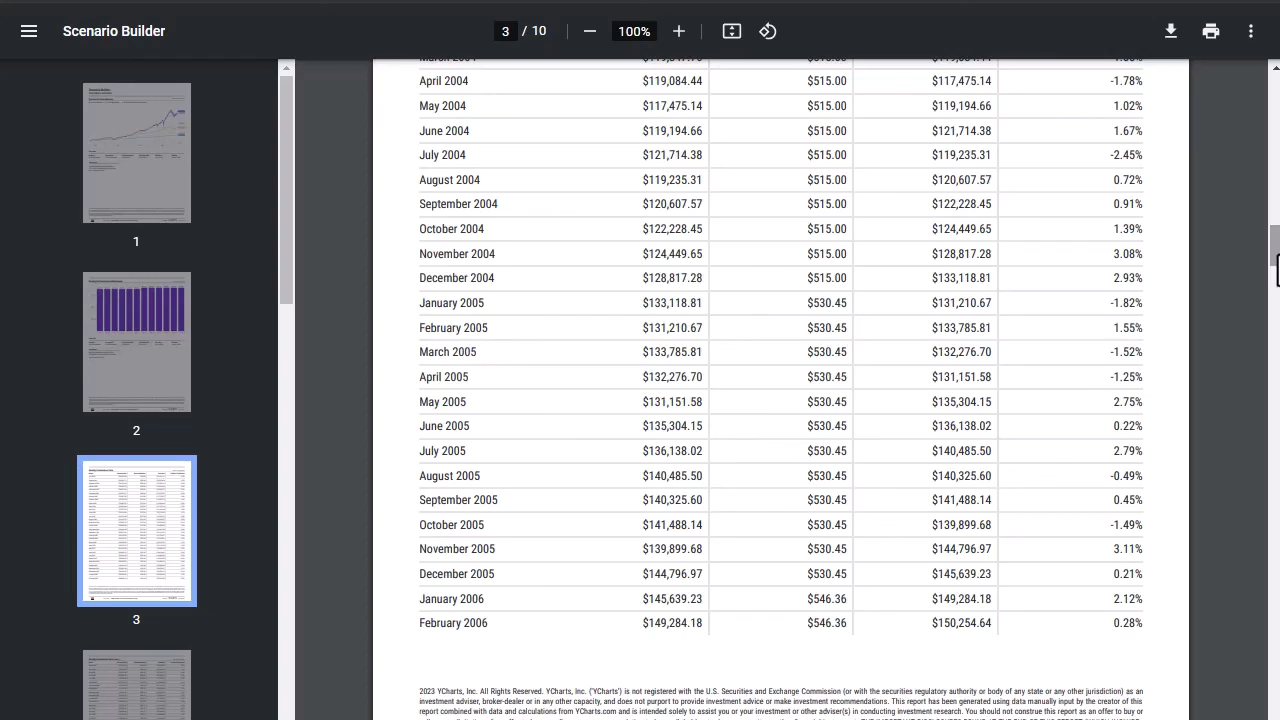 Scenario Builder
3 / 10
100%
April 2004 $119,084.44 $515.00 $117,475.14 -1.78%
May 2004 $117,475.14 $515.00 $119,194.66 1.02%
June 2004 $119,194.66 $515.00 $121,714.38 1.67%
July 2004 $121,714.38 $515.00 $119,235.31 -2.45%
August 2004 $119,235.31 $515.00 $120,607.57 0.72%
September 2004 $120,607.57 $515.00 $122,228.45 0.91%
October 2004 $122,228.45 $515.00 $124,449.65 1.39%
November 2004 $124,449.65 $515.00 $128,817.28 3.08%
December 2004 $128,817.28 $515.00 $133,118.81 2.93%
January 2005 $133,118.81 $530.45 $131,210.67 -1.82%
February 2005 $131,210.67 $530.45 $133,785.81 1.55%
March 2005 $133,785.81 $530.45 $132,276.70 -1.52%
April 2005 $132,276.70 $530.45 $131,151.58 -1.25%
May 2005 $131,151.58 $530.45 $135,304.15 2.75%
June 2005 $135,304.15 $530.45 $136,138.02 0.22%
July 2005 $136,138.02 $530.45 $140,485.50 2.79%
August 2005 $140,485.50 $530.45 $140,325.60 -0.49%
September 2005 $140,325.60 $530.45 $141,488.14 0.45%
October 2005 $141,488.14 $530.45 $139,899.68 -1.49%
November 2005 $139,899.68 $530.45 $144,796.97 3.11%
December 2005 $144,796.97 $530.45 $145,639.23 0.21%
January 2006 $145,639.23 $546.36 $149,284.18 2.12%
February 2006 $149,284.18 $546.36 $150,254.64 0.28%
2023 YCharts, Inc. All Rights Reserved. YCharts, Inc. ("YCharts") is not registered with the U.S. Securities and Exchange Commission (or with the securities regulatory authority or body of any state or any other jurisdiction) as an
investment adviser, broker-dealer or in any other capacity, and does not purport to provide investment advice or make investment recommendations. This report has been generated using data manually input by the creator of this
report combined with data and calculations from YCharts.com and is intended solely to assist you or your investment or other adviser(s) in conducting investment research. You should not construe this report as an offer to buy or
1
2
3